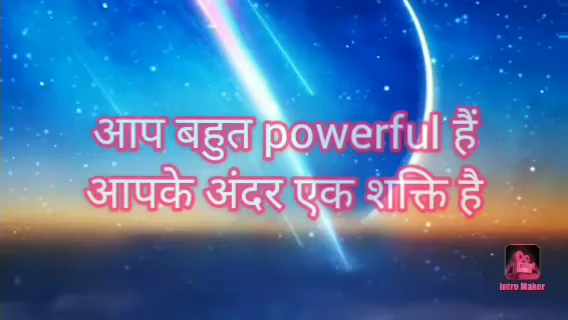 आप बहुत powerful हैं
आपके अंदर एक शक्ति है
Intro Maker